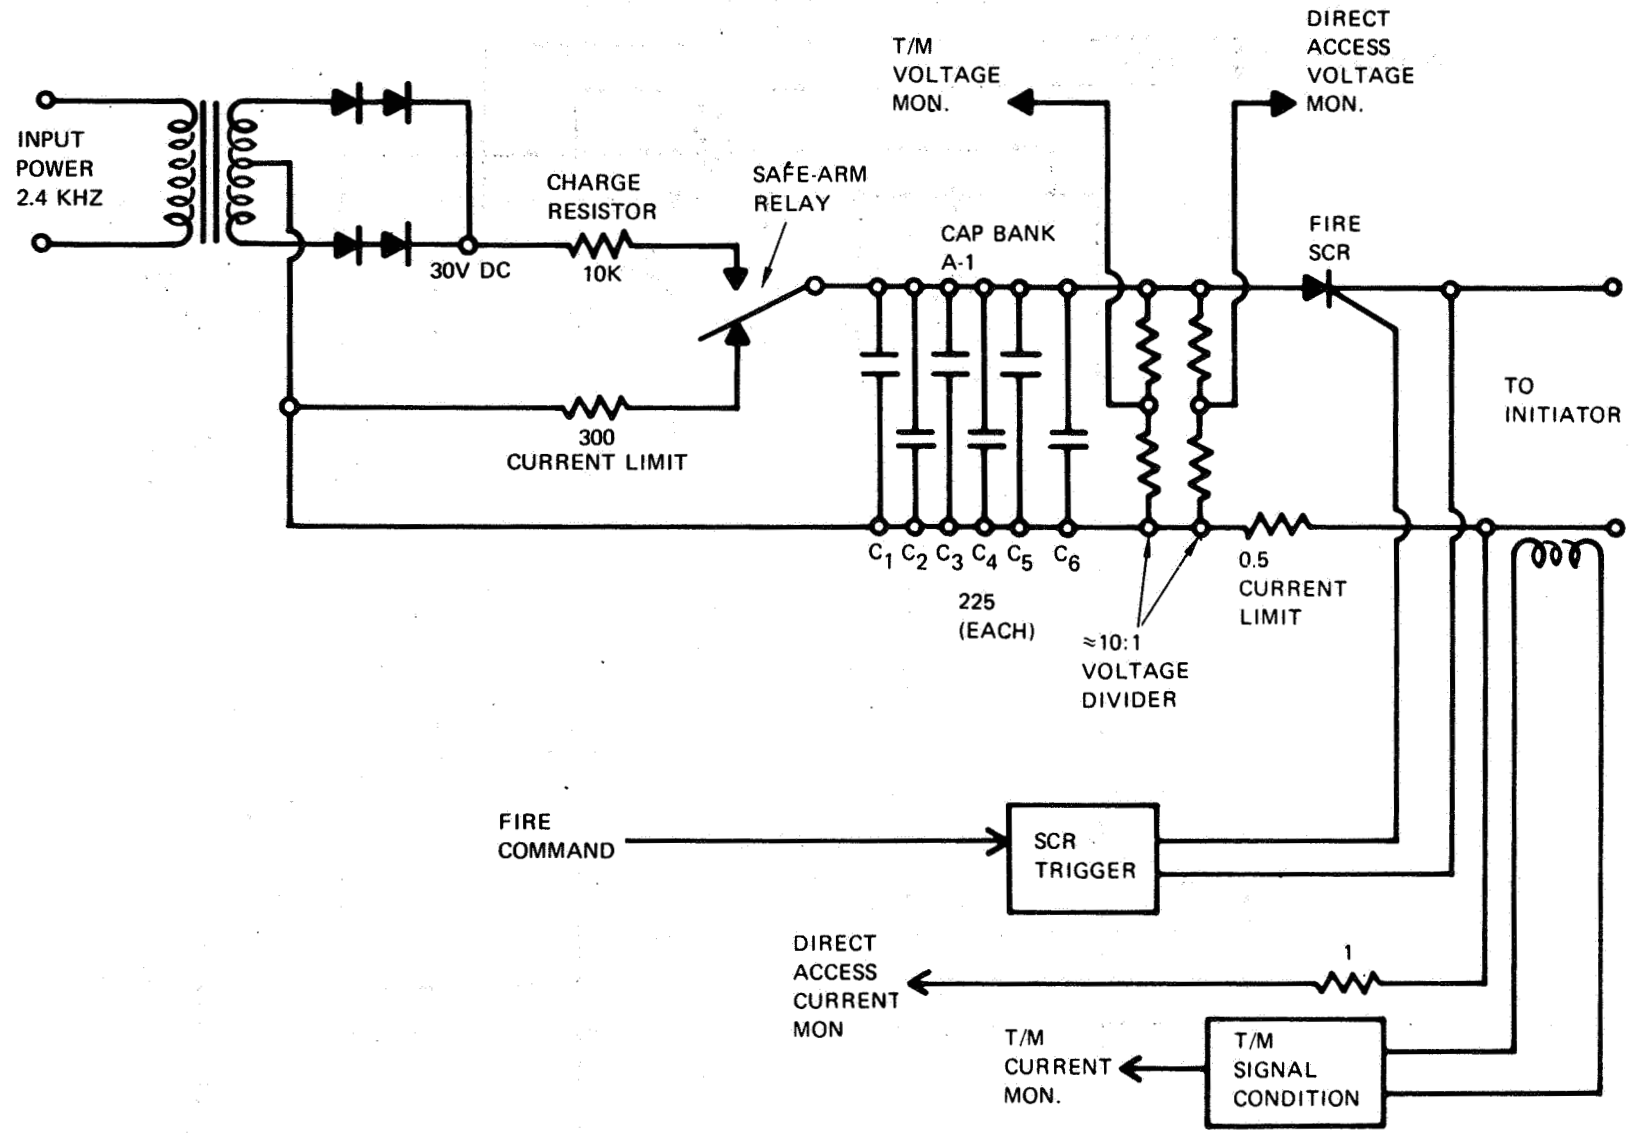 DIRECT
ACCESS
VOLTAGE
MON.
T/M
VOLTAGE
MON.
INPUT
POWER
2.4 KHZ
CHARGE
RESISTOR
10K
SAFE-ARM
RELAY
30V DC
CAP BANK
A-1
FIRE
SCR
TO
INITIATOR
300
CURRENT LIMIT
C1 C2 C3 C4 C5 C6
225
(EACH)
≈10:1
VOLTAGE
DIVIDER
0.5
CURRENT
LIMIT
FIRE
COMMAND
SCR
TRIGGER
DIRECT
ACCESS
CURRENT
MON
1
T/M
CURRENT
MON.
T/M
SIGNAL
CONDITION